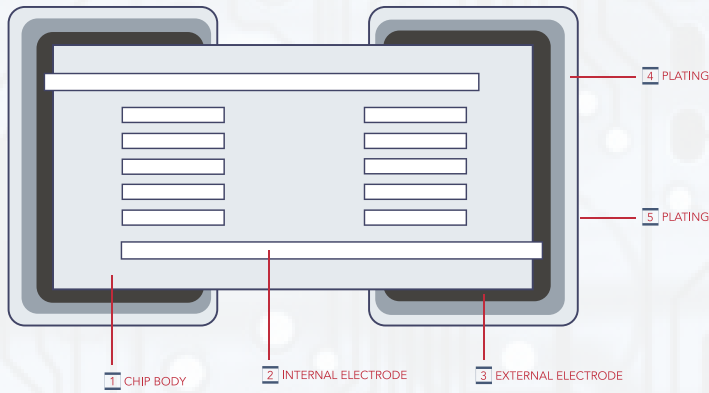 4 PLATING
5 PLATING
2 INTERNAL ELECTRODE
3 EXTERNAL ELECTRODE
1 CHIP BODY